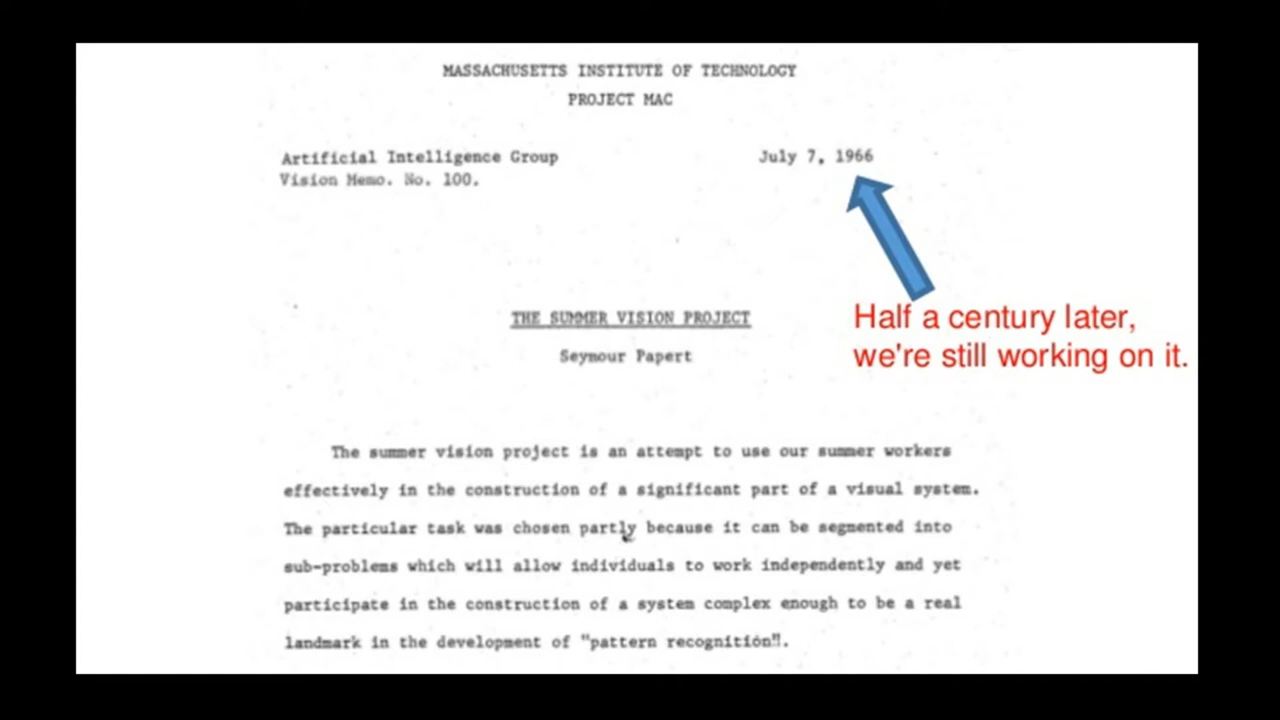 MASSACHUSETTS INSTITUTE OF TECHNOLOGY
PROJECT MAC
Artificial Intelligence Group
July 7, 1966
Vision Memo. No. 100.
THE SUMMER VISION PROJECT
Seymour Papert
Half a century later,
we're still working on it.
The summer vision project is an attempt to use our summer workers
effectively in the construction of a significant part of a visual system.
The particular task was chosen partly because it can be segmented into
sub-problems which will allow individuals to work independently and yet
participate in the construction of a system complex enough to be a real
landmark in the development of "pattern recognition".